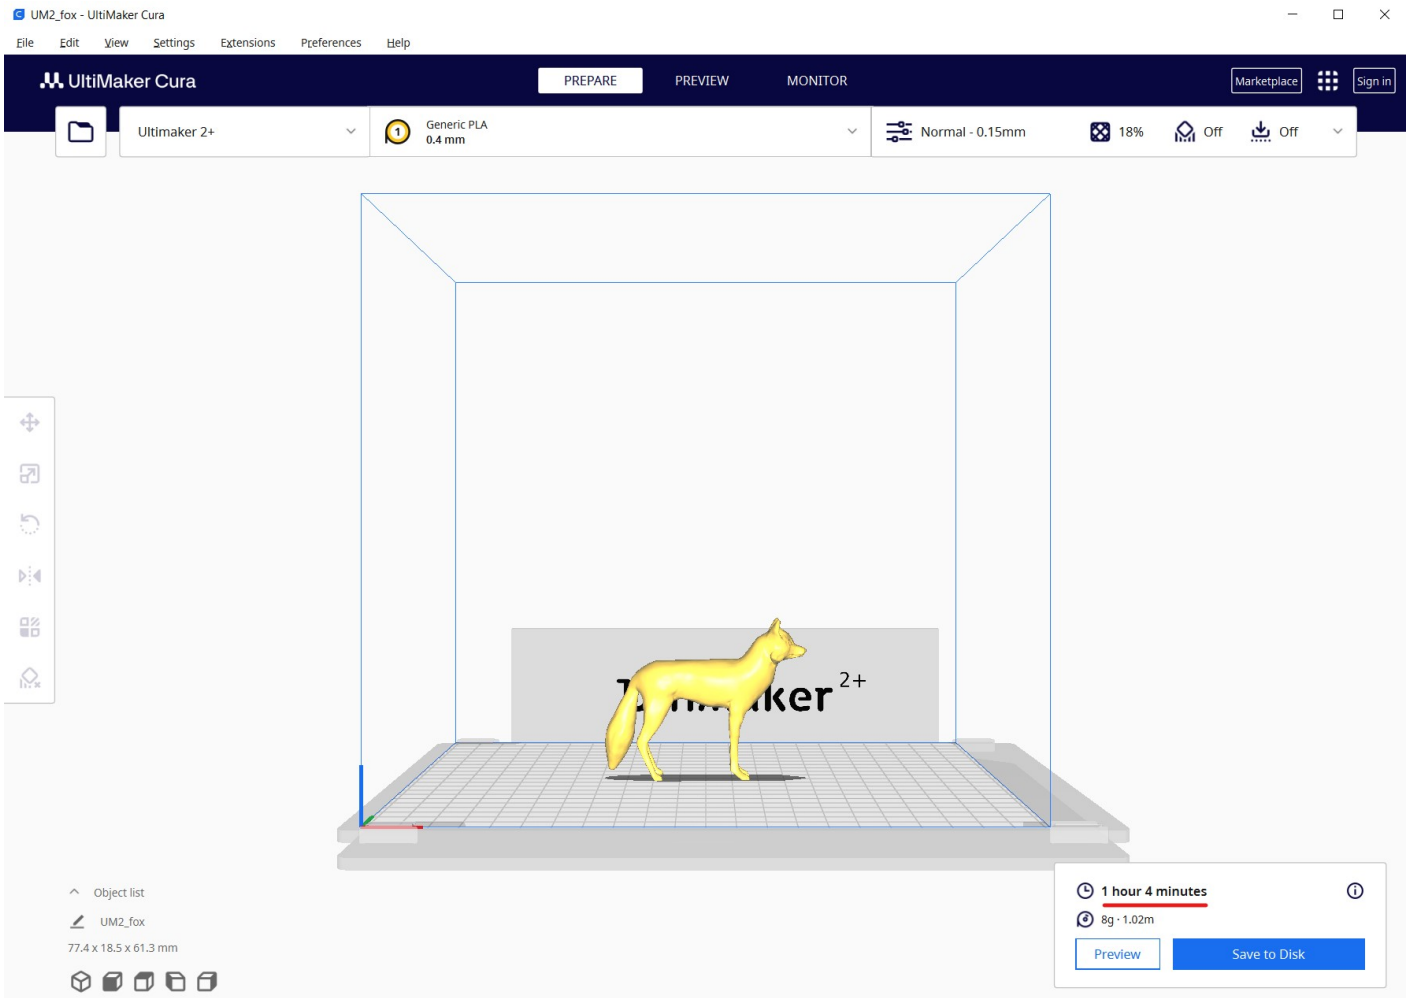 UM2_fox - UltiMaker Cura
File Edit View Settings Extensions Preferences Help
UltiMaker Cura PREPARE PREVIEW MONITOR Marketplace Sign in
Ultimaker 2+
1
Generic PLA
0.4 mm
Normal - 0.15mm 18% Off Off
2+
ker
Object list
UM2_fox
77.4 x 18.5 x 61.3 mm
1 hour 4 minutes
8g · 1.02m
Preview Save to Disk